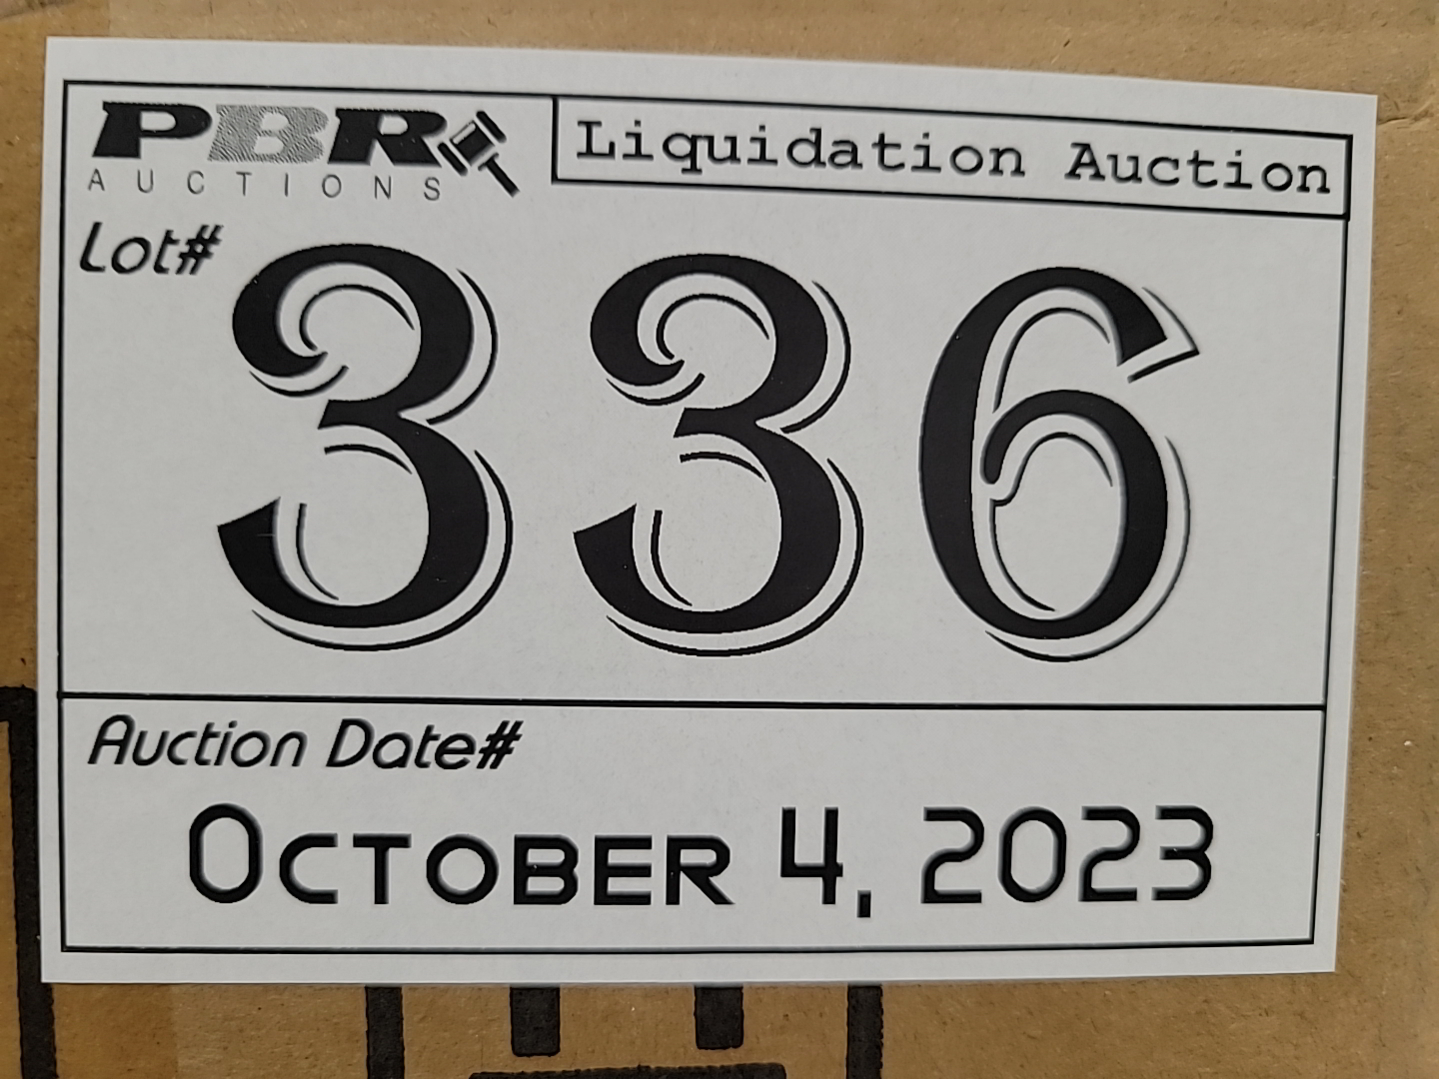 PBR
AUCTIONS
Liquidation Auction
Lot#
336
Auction Date#
October 4, 2023